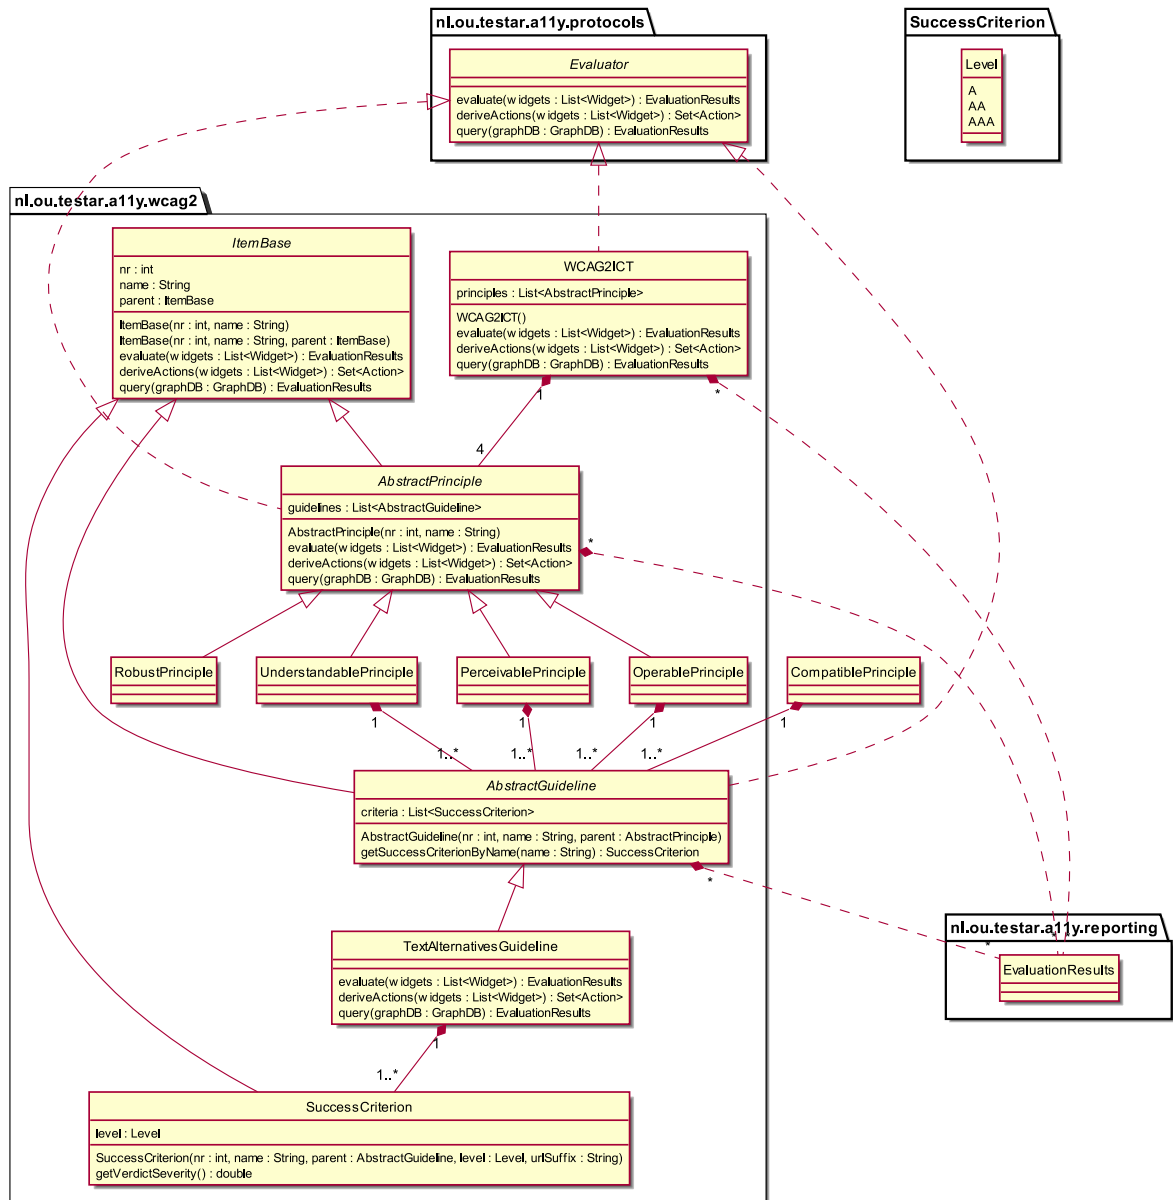 nl.ou.testar.a11y.protocols
Evaluator
evaluate(widgets : List<Widget>) : EvaluationResults
deriveActions(widgets : List<Widget>) : Set<Action>
query(graphDB : GraphDB) : EvaluationResults
SuccessCriterion
Level
A
AA
AAA
nl.ou.testar.a11y.wcag2
ItemBase
nr : int
name : String
parent : ItemBase
ItemBase(nr : int, name : String)
ItemBase(nr : int, name : String, parent : ItemBase)
evaluate(widgets : List<Widget>) : EvaluationResults
deriveActions(widgets : List<Widget>) : Set<Action>
query(graphDB : GraphDB) : EvaluationResults
WCAG2ICT
principles : List<AbstractPrinciple>
WCAG2ICT()
evaluate(widgets : List<Widget>) : EvaluationResults
deriveActions(widgets : List<Widget>) : Set<Action>
query(graphDB : GraphDB) : EvaluationResults
1
*
4
AbstractPrinciple
guidelines : List<AbstractGuideline>
AbstractPrinciple(nr : int, name : String)
evaluate(widgets : List<Widget>) : EvaluationResults
deriveActions(widgets : List<Widget>) : Set<Action>
query(graphDB : GraphDB) : EvaluationResults
*
RobustPrinciple
UnderstandablePrinciple
PerceivablePrinciple
OperablePrinciple
CompatiblePrinciple
1
1
1
1
1..*
1..*
1..*
1..*
AbstractGuideline
criteria : List<SuccessCriterion>
AbstractGuideline(nr : int, name : String, parent : AbstractPrinciple)
getSuccessCriterionByName(name : String) : SuccessCriterion
*
nl.ou.testar.a11y.reporting
*
*
*
EvaluationResults
TextAlternativesGuideline
evaluate(widgets : List<Widget>) : EvaluationResults
deriveActions(widgets : List<Widget>) : Set<Action>
query(graphDB : GraphDB) : EvaluationResults
1
1..*
SuccessCriterion
level : Level
SuccessCriterion(nr : int, name : String, parent : AbstractGuideline, level : Level, urlSuffix : String)
getVerdictSeverity() : double